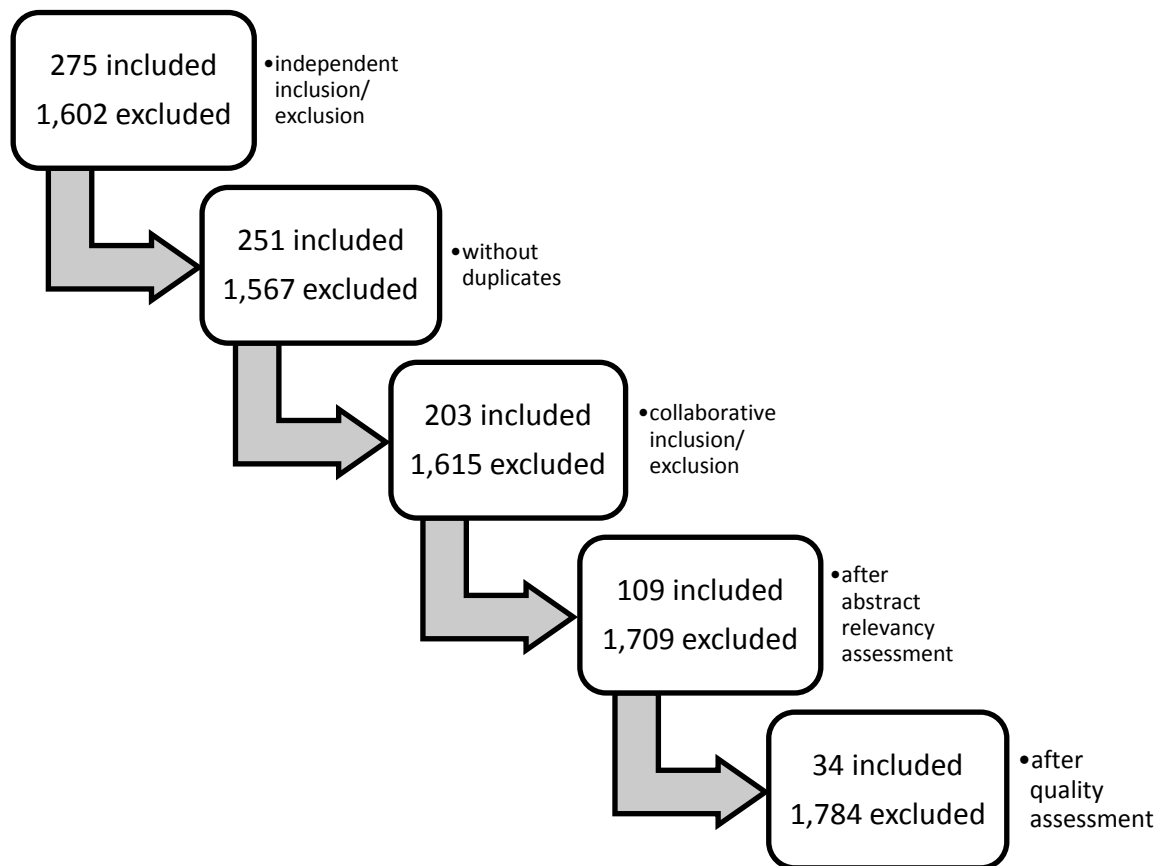 275 included
1,602 excluded
•independent
inclusion/
exclusion
251 included
1,567 excluded
•without
duplicates
203 included
1,615 excluded
•collaborative
inclusion/
exclusion
109 included
1,709 excluded
•after
abstract
relevancy
assessment
34 included
1,784 excluded
•after
quality
assessment